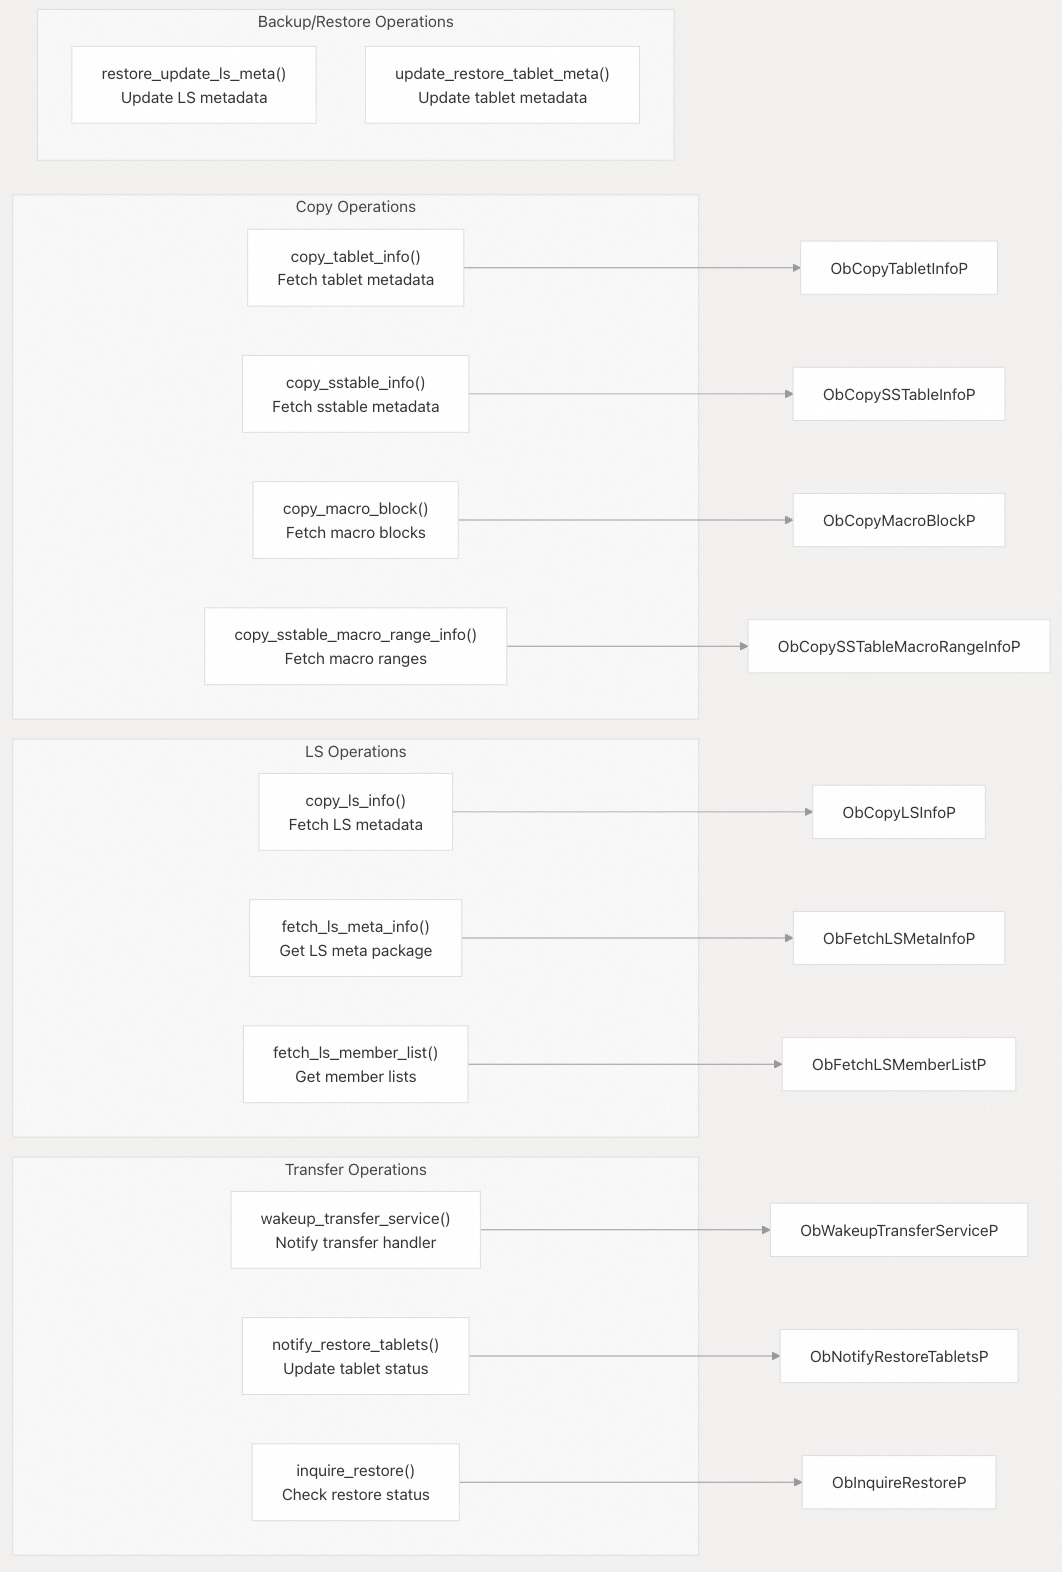 Backup/Restore Operations
restore_update_ls_meta()
Update LS metadata
update_restore_tablet_meta()
Update tablet metadata
Copy Operations
copy_tablet_info()
Fetch tablet metadata
ObCopyTabletInfoP
copy_sstable_info()
Fetch sstable metadata
ObCopySSTableInfoP
copy_macro_block()
Fetch macro blocks
ObCopyMacroBlockP
copy_sstable_macro_range_info()
Fetch macro ranges
ObCopySSTableMacroRangeInfoP
LS Operations
copy_ls_info()
Fetch LS metadata
ObCopyLSInfoP
fetch_ls_meta_info()
Get LS meta package
ObFetchLSMetaInfoP
fetch_ls_member_list()
Get member lists
ObFetchLSMemberListP
Transfer Operations
wakeup_transfer_service()
Notify transfer handler
ObWakeupTransferServiceP
notify_restore_tablets()
Update tablet status
ObNotifyRestoreTabletsP
inquire_restore()
Check restore status
ObInquireRestoreP